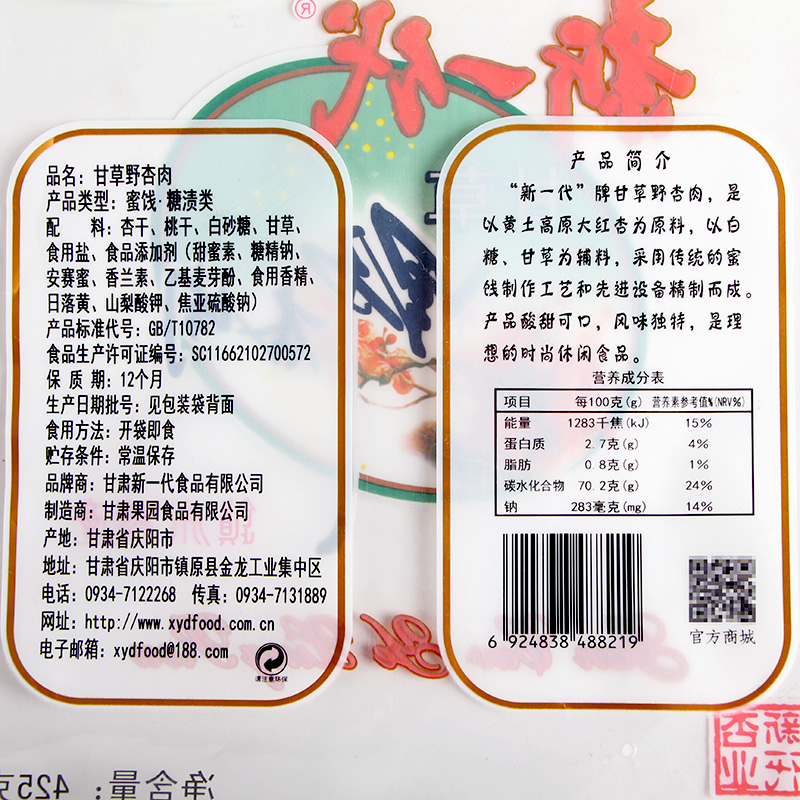 新一代
®
品名：甘草野杏肉
产品类型：蜜饯·糖渍类
配　　料：杏干、桃干、白砂糖、甘草、
食用盐、食品添加剂（甜蜜素、糖精钠、
安赛蜜、香兰素、乙基麦芽酚、食用香精、
日落黄、山梨酸钾、焦亚硫酸钠）
产品标准代号：GB/T10782
食品生产许可证编号：SC11662102700572
保 质 期：12个月
生产日期批号：见包装袋背面
食用方法：开袋即食
贮存条件：常温保存
品牌商：甘肃新一代食品有限公司
制造商：甘肃果园食品有限公司
产地：甘肃省庆阳市
地址：甘肃省庆阳市镇原县金龙工业集中区
电话：0934-7122268　传真：0934-7131889
网址：http://www.xydfood.com.cn
电子邮箱：xydfood@188.com
请注意环保
产品简介
“新一代”牌甘草野杏肉，是
以黄土高原大红杏为原料，以白
糖、甘草为辅料，采用传统的蜜
饯制作工艺和先进设备精制而成。
产品酸甜可口，风味独特，是理
想的时尚休闲食品。
营养成分表
项目　每100克(g)　营养素参考值%(NRV%)
能量　1283千焦(kJ)　15%
蛋白质　2.7克(g)　4%
脂肪　0.8克(g)　1%
碳水化合物　70.2克(g)　24%
钠　283毫克(mg)　14%
6 924838 488219
官方商城
净含量：425克